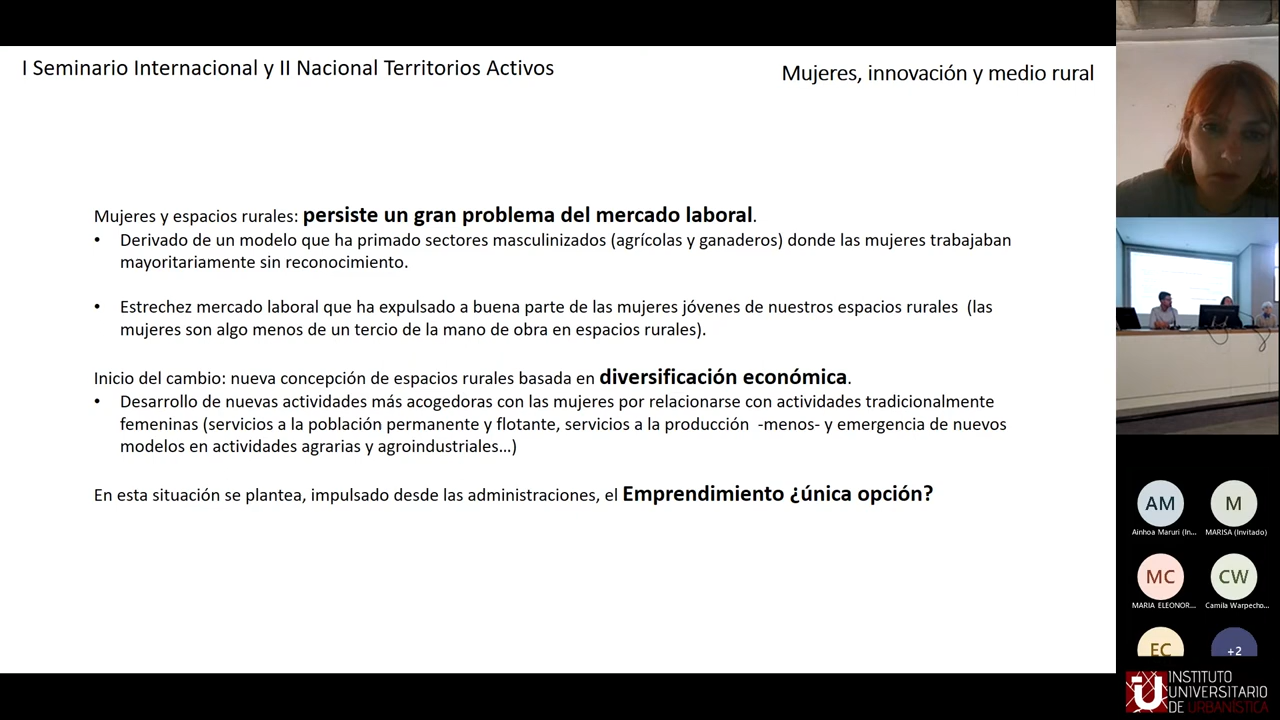 I Seminario Internacional y II Nacional Territorios Activos
Mujeres, innovación y medio rural
Mujeres y espacios rurales: persiste un gran problema del mercado laboral.
• Derivado de un modelo que ha primado sectores masculinizados (agrícolas y ganaderos) donde las mujeres trabajaban
mayoritariamente sin reconocimiento.
• Estrechez mercado laboral que ha expulsado a buena parte de las mujeres jóvenes de nuestros espacios rurales (las
mujeres son algo menos de un tercio de la mano de obra en espacios rurales).
Inicio del cambio: nueva concepción de espacios rurales basada en diversificación económica.
• Desarrollo de nuevas actividades más acogedoras con las mujeres por relacionarse con actividades tradicionalmente
femeninas (servicios a la población permanente y flotante, servicios a la producción -menos- y emergencia de nuevos
modelos en actividades agrarias y agroindustriales…)
En esta situación se plantea, impulsado desde las administraciones, el Emprendimiento ¿única opción?
AM
M
Ainhoa Maruri (In...
MARISA (Invitado)
MC
CW
MARIA ELEONOR...
Camila Warpecho...
EC
+2
INSTITUTO
UNIVERSITARIO
DE URBANÍSTICA